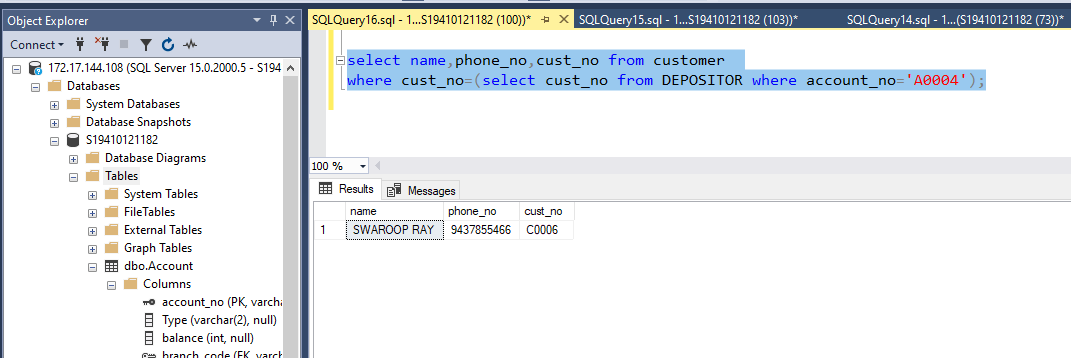 Object Explorer
Connect
172.17.144.108 (SQL Server 15.0.2000.5 - S194
Databases
System Databases
Database Snapshots
S19410121182
Database Diagrams
Tables
System Tables
FileTables
External Tables
Graph Tables
dbo.Account
Columns
account_no (PK, varcha
Type (varchar(2), null)
balance (int, null)
branch_code (FK, varch
SQLQuery16.sql - 1...S19410121182 (100))*
SQLQuery15.sql - 1...S19410121182 (103))*
SQLQuery14.sql - 1...(S19410121182 (73))*
select name,phone_no,cust_no from customer
where cust_no=(select cust_no from DEPOSITOR where account_no='A0004');
100 %
Results
Messages
name phone_no cust_no
1 SWAROOP RAY 9437855466 C0006